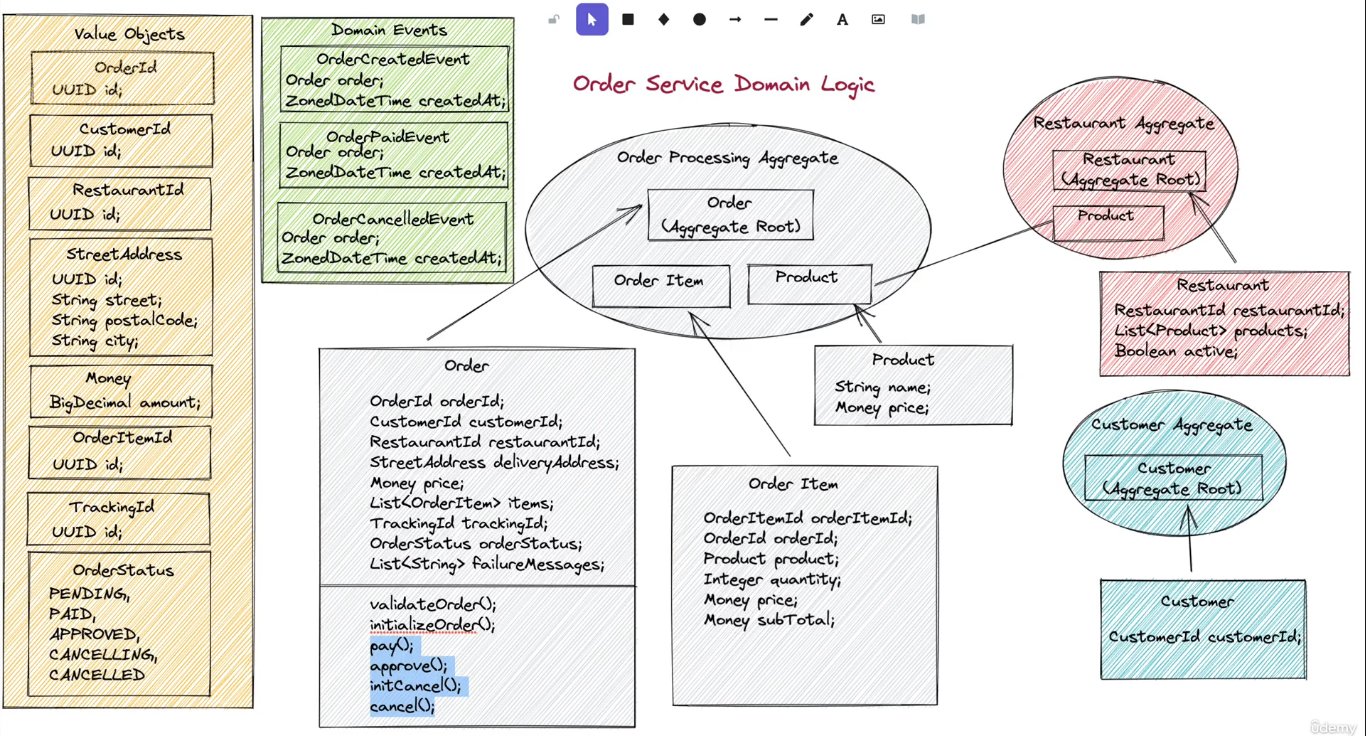 Order Service Domain Logic
Value Objects
OrderId
UUID id;
CustomerId
UUID id;
RestaurantId
UUID id;
StreetAddress
UUID id;
String street;
String postalCode;
String city;
Money
BigDecimal amount;
OrderItemId
UUID id;
TrackingId
UUID id;
OrderStatus
PENDING,
PAID,
APPROVED,
CANCELLING,
CANCELLED
Domain Events
OrderCreatedEvent
Order order;
ZonedDateTime createdAt;
OrderPaidEvent
Order order;
ZonedDateTime createdAt;
OrderCancelledEvent
Order order;
ZonedDateTime createdAt;
Order Processing Aggregate
Order
(Aggregate Root)
Order Item
Product
Order
OrderId orderId;
CustomerId customerId;
RestaurantId restaurantId;
StreetAddress deliveryAddress;
Money price;
List<OrderItem> items;
TrackingId trackingId;
OrderStatus orderStatus;
List<String> failureMessages;
validateOrder();
initializeOrder();
pay();
approve();
initCancel();
cancel();
Order Item
OrderItemId orderItemId;
OrderId orderId;
Product product;
Integer quantity;
Money price;
Money subTotal;
Product
String name;
Money price;
Restaurant Aggregate
Restaurant
(Aggregate Root)
Product
Restaurant
RestaurantId restaurantId;
List<Product> products;
Boolean active;
Customer Aggregate
Customer
(Aggregate Root)
Customer
CustomerId customerId;
A
ûdemy